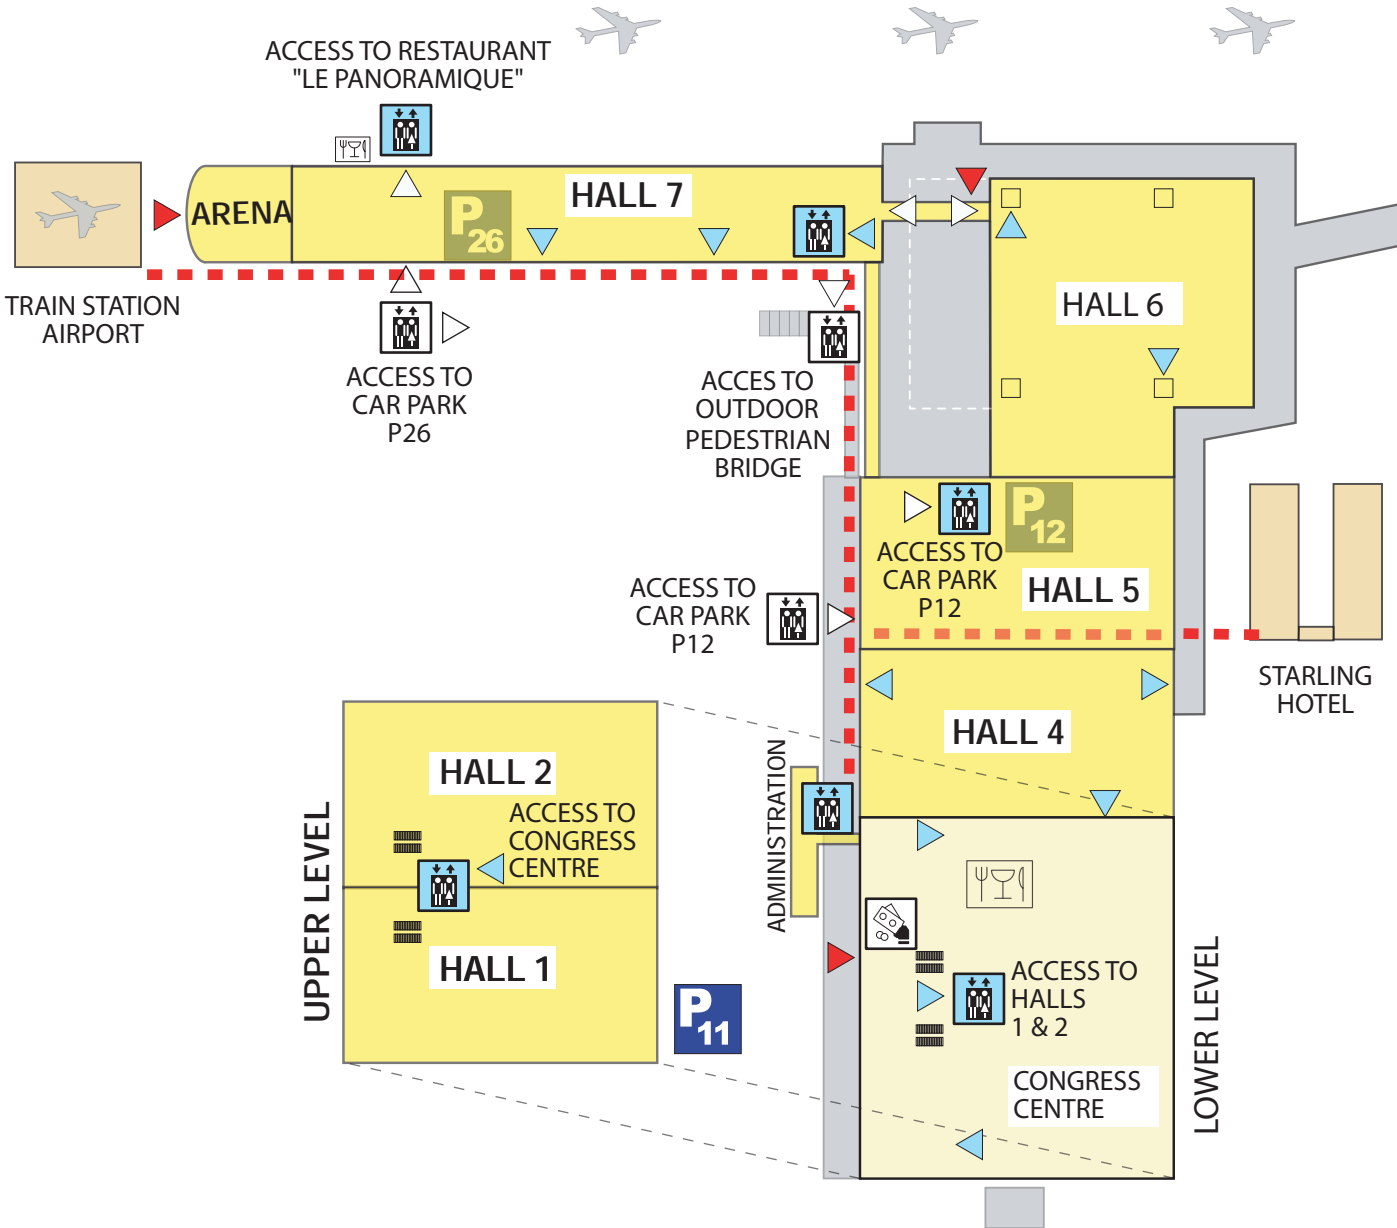 ACCESS TO RESTAURANT
"LE PANORAMIQUE"
HALL 7
ARENA
P
26
TRAIN STATION
AIRPORT
HALL 6
ACCESS TO
CAR PARK
P26
ACCES TO
OUTDOOR
PEDESTRIAN
BRIDGE
P
12
ACCESS TO
CAR PARK
P12
HALL 5
ACCESS TO
CAR PARK
P12
STARLING
HOTEL
HALL 4
ADMINISTRATION
UPPER LEVEL
HALL 2
ACCESS TO
CONGRESS
CENTRE
HALL 1
P
11
ACCESS TO
HALLS
1 & 2
CONGRESS
CENTRE
LOWER LEVEL